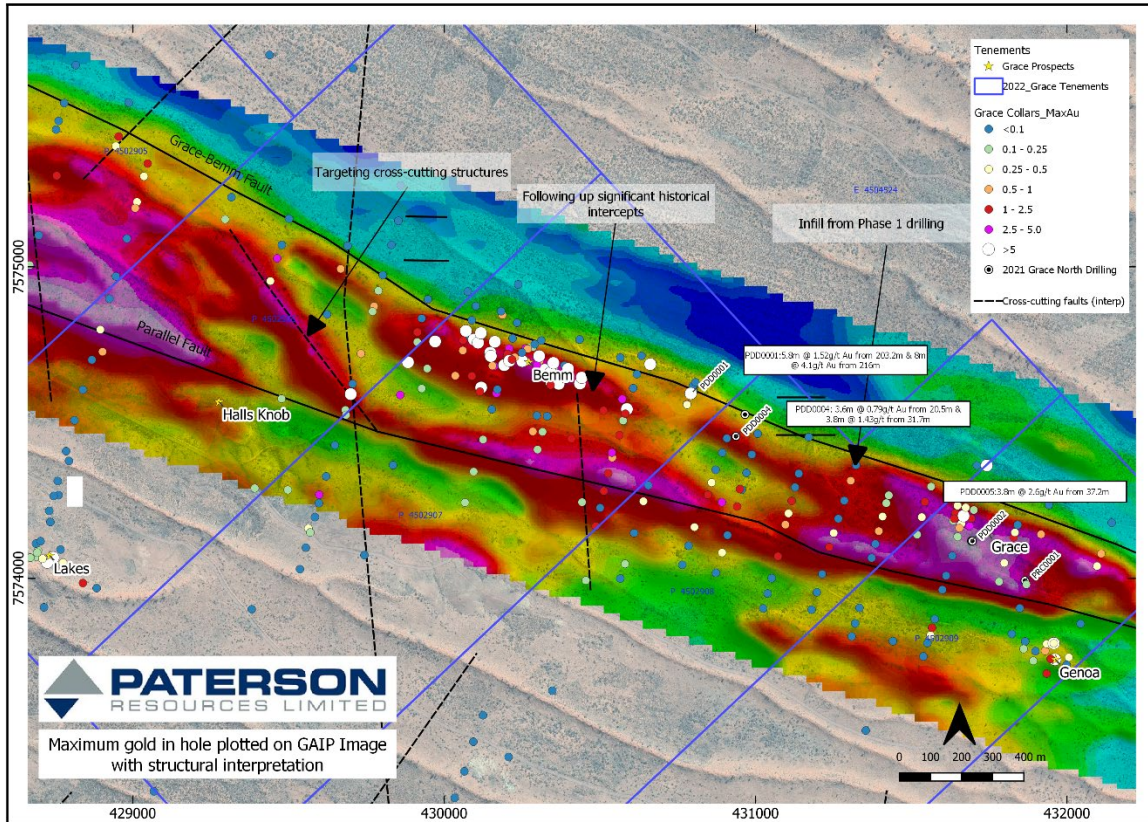 Tenements
Grace Prospects
2022_Grace Tenements
Grace Collars_MaxAu
<0.1
0.1 - 0.25
0.25 - 0.5
0.5 - 1
1 - 2.5
2.5 - 5.0
>5
2021 Grace North Drilling
Cross-cutting faults (interp)
P 4502905
Grace-Bemm Fault
Targeting cross-cutting structures
Following up significant historical
intercepts
Infill from Phase 1 drilling
E 4504524
Parallel Fault
Halls Knob
Bemm
PDD0001
PDD0004
PDD0001:5.8m @ 1.52g/t Au from 203.2m & 8m
@ 4.1g/t Au from 216m
PDD0004: 3.6m @ 0.79g/t Au from 20.5m &
3.8m @ 1.43g/t from 31.7m
PDD0005:3.8m @ 2.6g/t Au from 37.2m
P 4502907
PDD0002
Grace
PRC0001
Lakes
P 4502908
P 4502909
Genoa
PATERSON
RESOURCES LIMITED
Maximum gold in hole plotted on GAIP Image
with structural interpretation
0 100 200 300 400 m
7575000
7574000
429000
430000
431000
432000